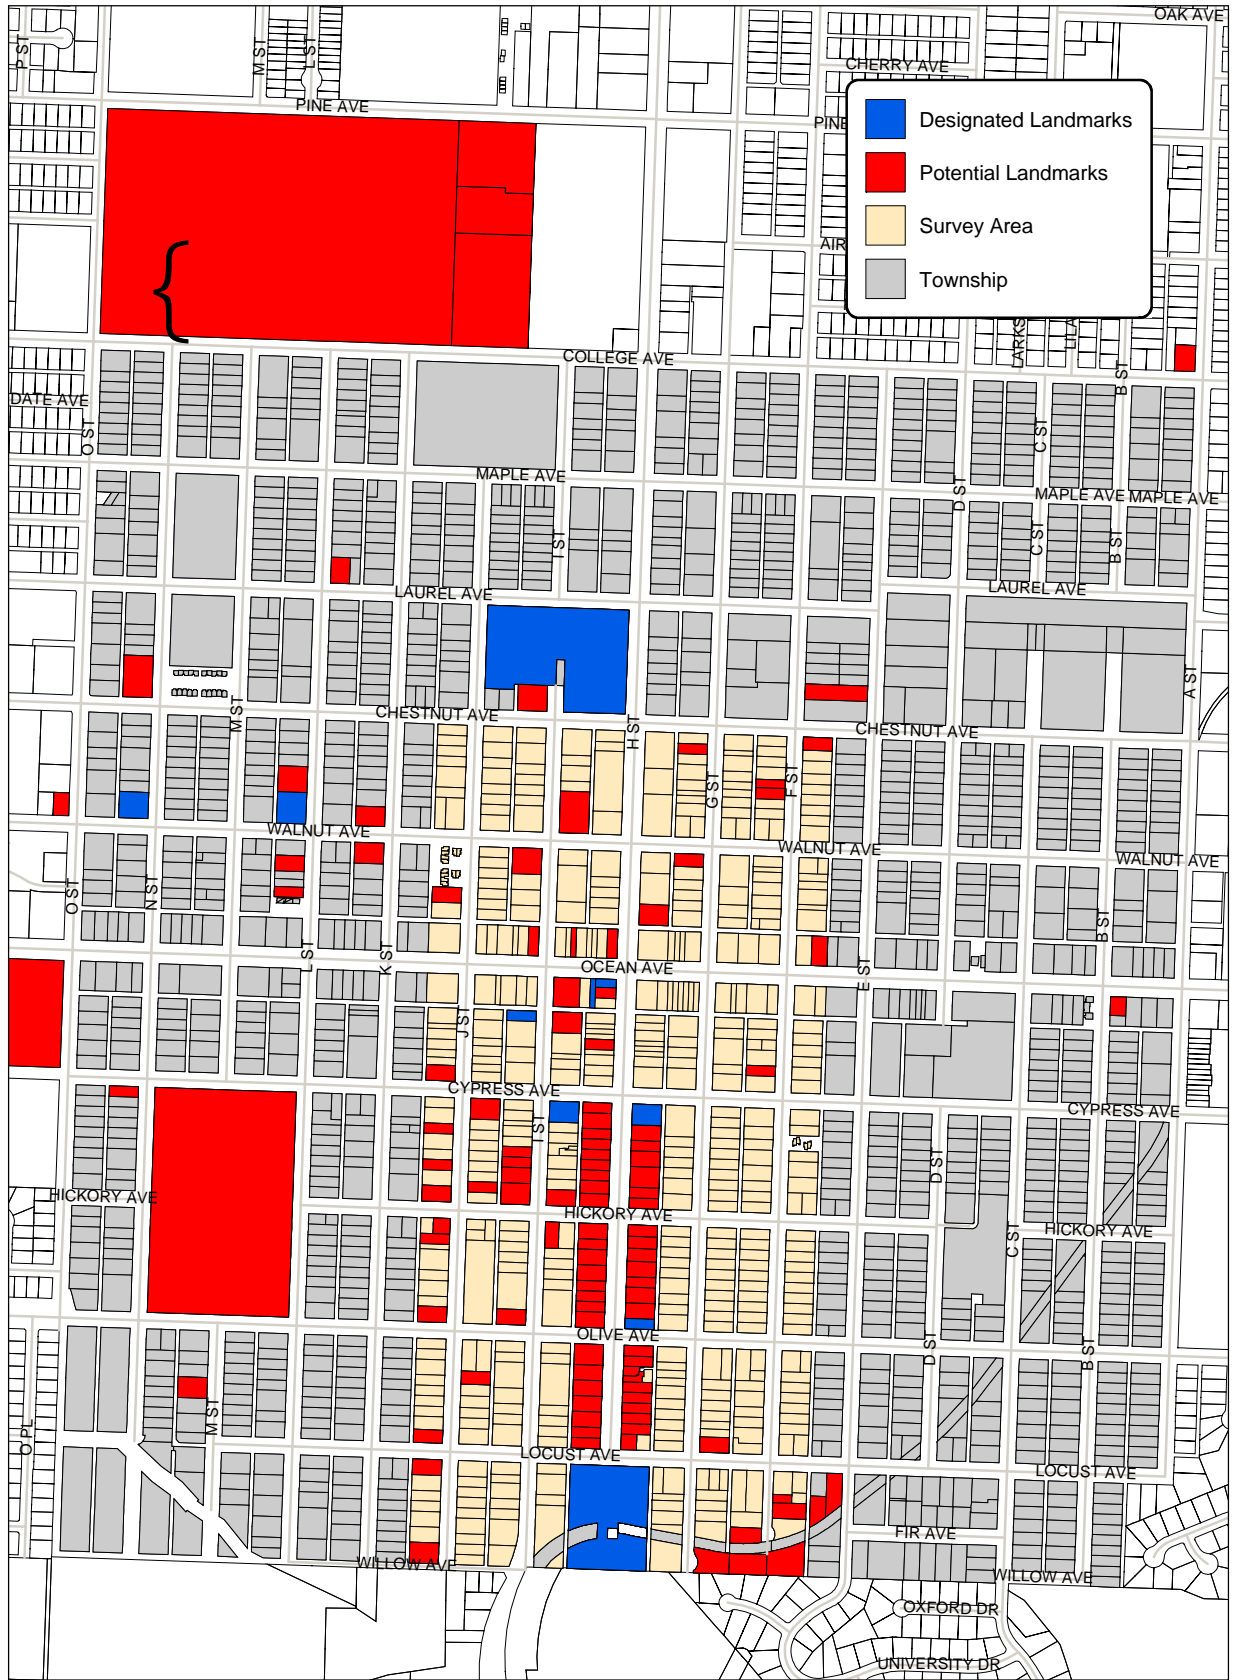 OAK AVE
P ST
M ST
L ST
CHERRY AVE
PINE AVE
PINE
Designated Landmarks
Potential Landmarks
Survey Area
Township
AIR
LARKS
LILA
COLLEGE AVE
B ST
DATE AVE
O ST
C ST
MAPLE AVE
D ST
MAPLE AVE
MAPLE AVE
I ST
C ST
B ST
LAUREL AVE
LAUREL AVE
A ST
M ST
CHESTNUT AVE
H ST
CHESTNUT AVE
G ST
F ST
WALNUT AVE
WALNUT AVE
WALNUT AVE
O ST
N ST
B ST
L ST
K ST
OCEAN AVE
E ST
J ST
CYPRESS AVE
CYPRESS AVE
I ST
D ST
HICKORY AVE
HICKORY AVE
HICKORY AVE
C ST
OLIVE AVE
D ST
B ST
O PL
M ST
LOCUST AVE
LOCUST AVE
FIR AVE
WILLOW AVE
WILLOW AVE
OXFORD DR
UNIVERSITY DR